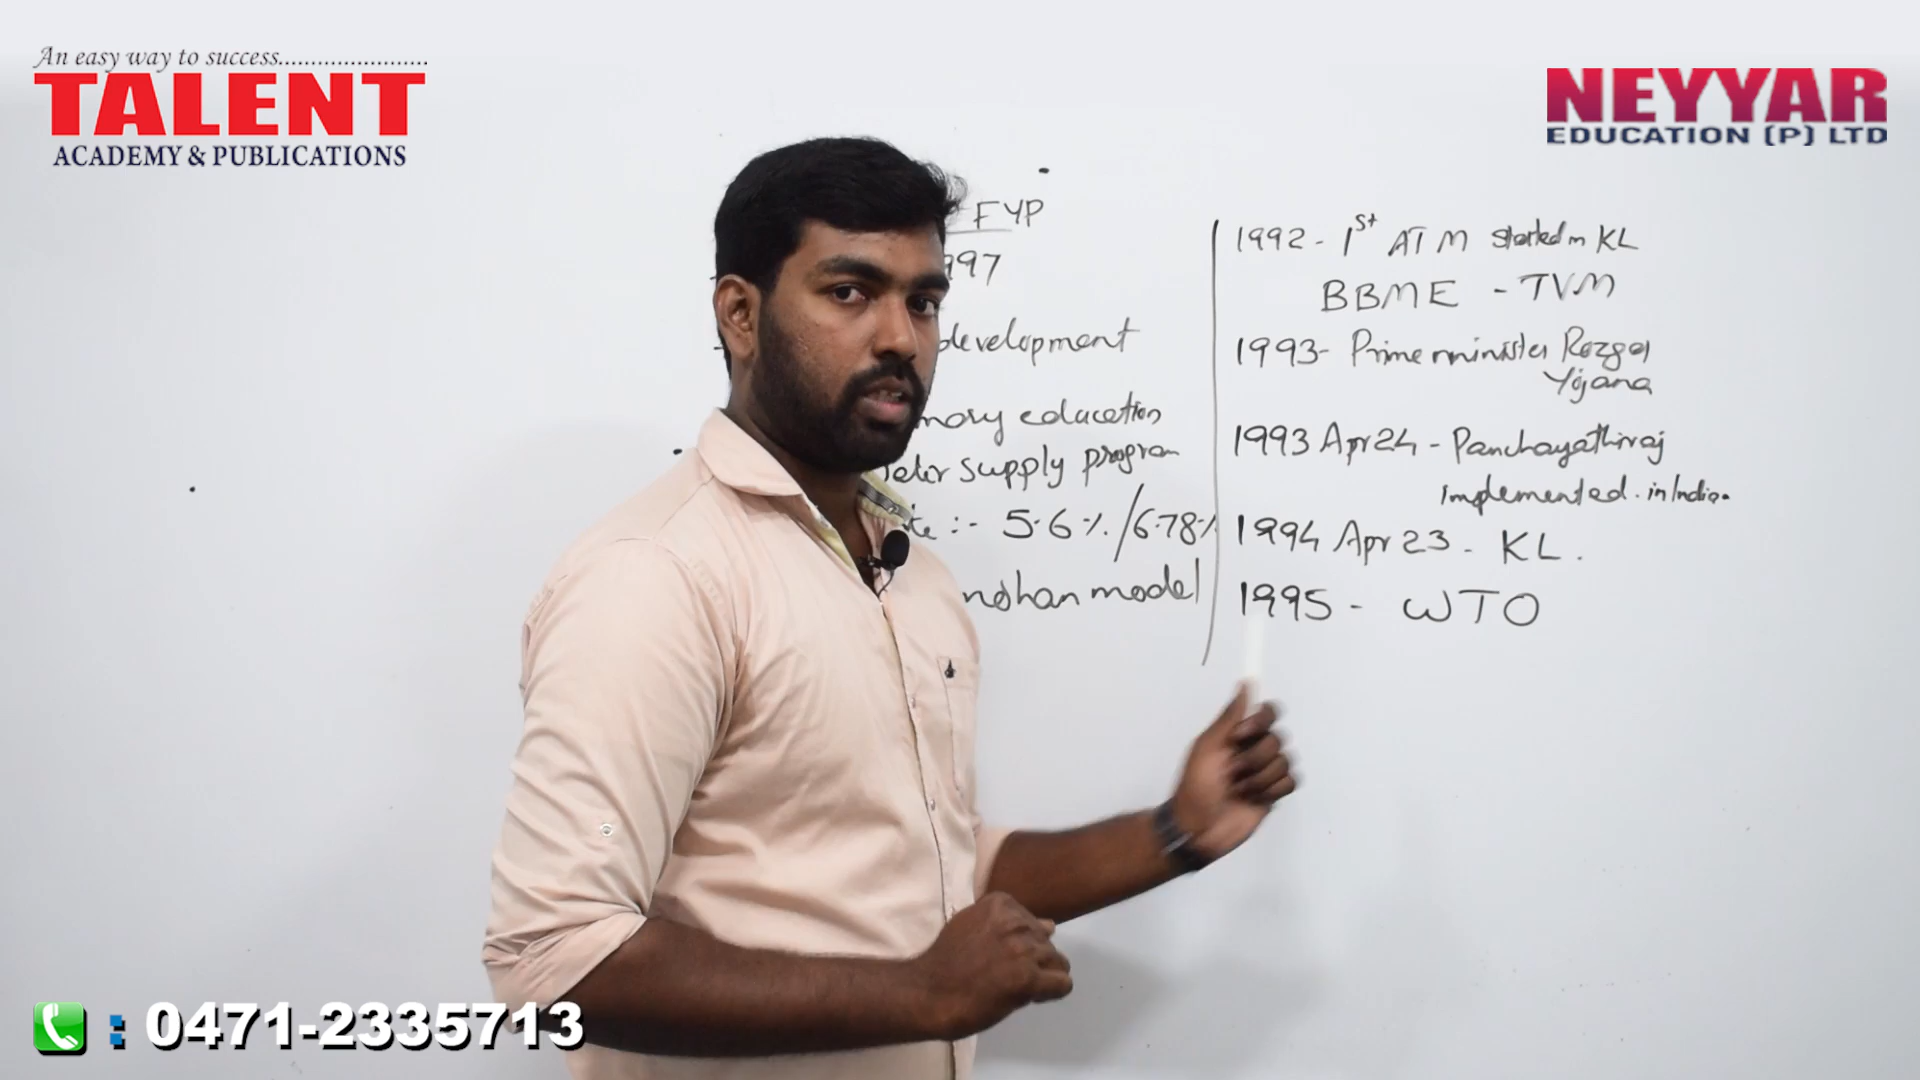 An easy way to success.......................
TALENT
ACADEMY & PUBLICATIONS
NEYYAR
EDUCATION (P) LTD
FYP
997
development
mary education
ater supply program
te :- 5.6%/6.78%
nohan model
1992 - 1st ATM started in KL
BBME - TVM
1993 - Prime minister Rozgar
Yojana
1993 Apr 24 - Panchayathiraj
implemented in India.
1994 Apr 23 - KL.
1995 - WTO
: 0471-2335713